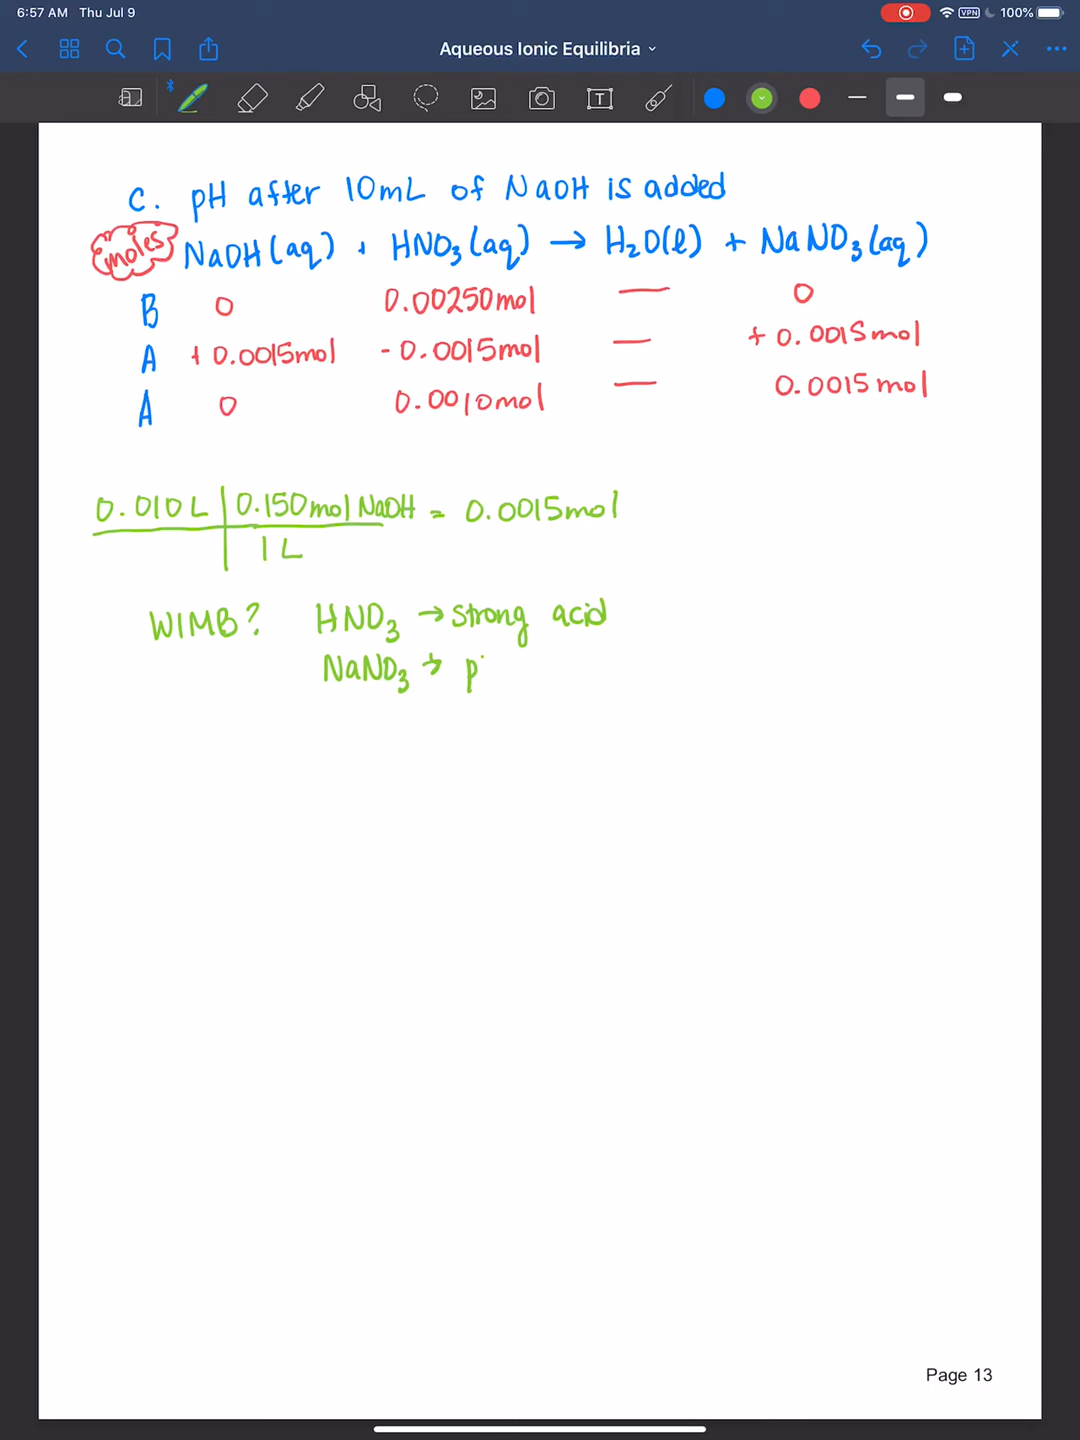 6:57 AM Thu Jul 9 VPN 100%
Aqueous Ionic Equilibria
T
C. pH after 10mL of NaOH is added
moles NaOH(aq) + HNO₃(aq) → H₂O(l) + NaNO₃(aq)
B 0 0.00250mol — 0
A +0.0015mol -0.0015mol — +0.0015mol
A 0 0.0010mol — 0.0015mol
0.010L | 0.150mol NaOH = 0.0015mol
1L
WIMB? HNO₃ → strong acid
NaNO₃ → p
Page 13